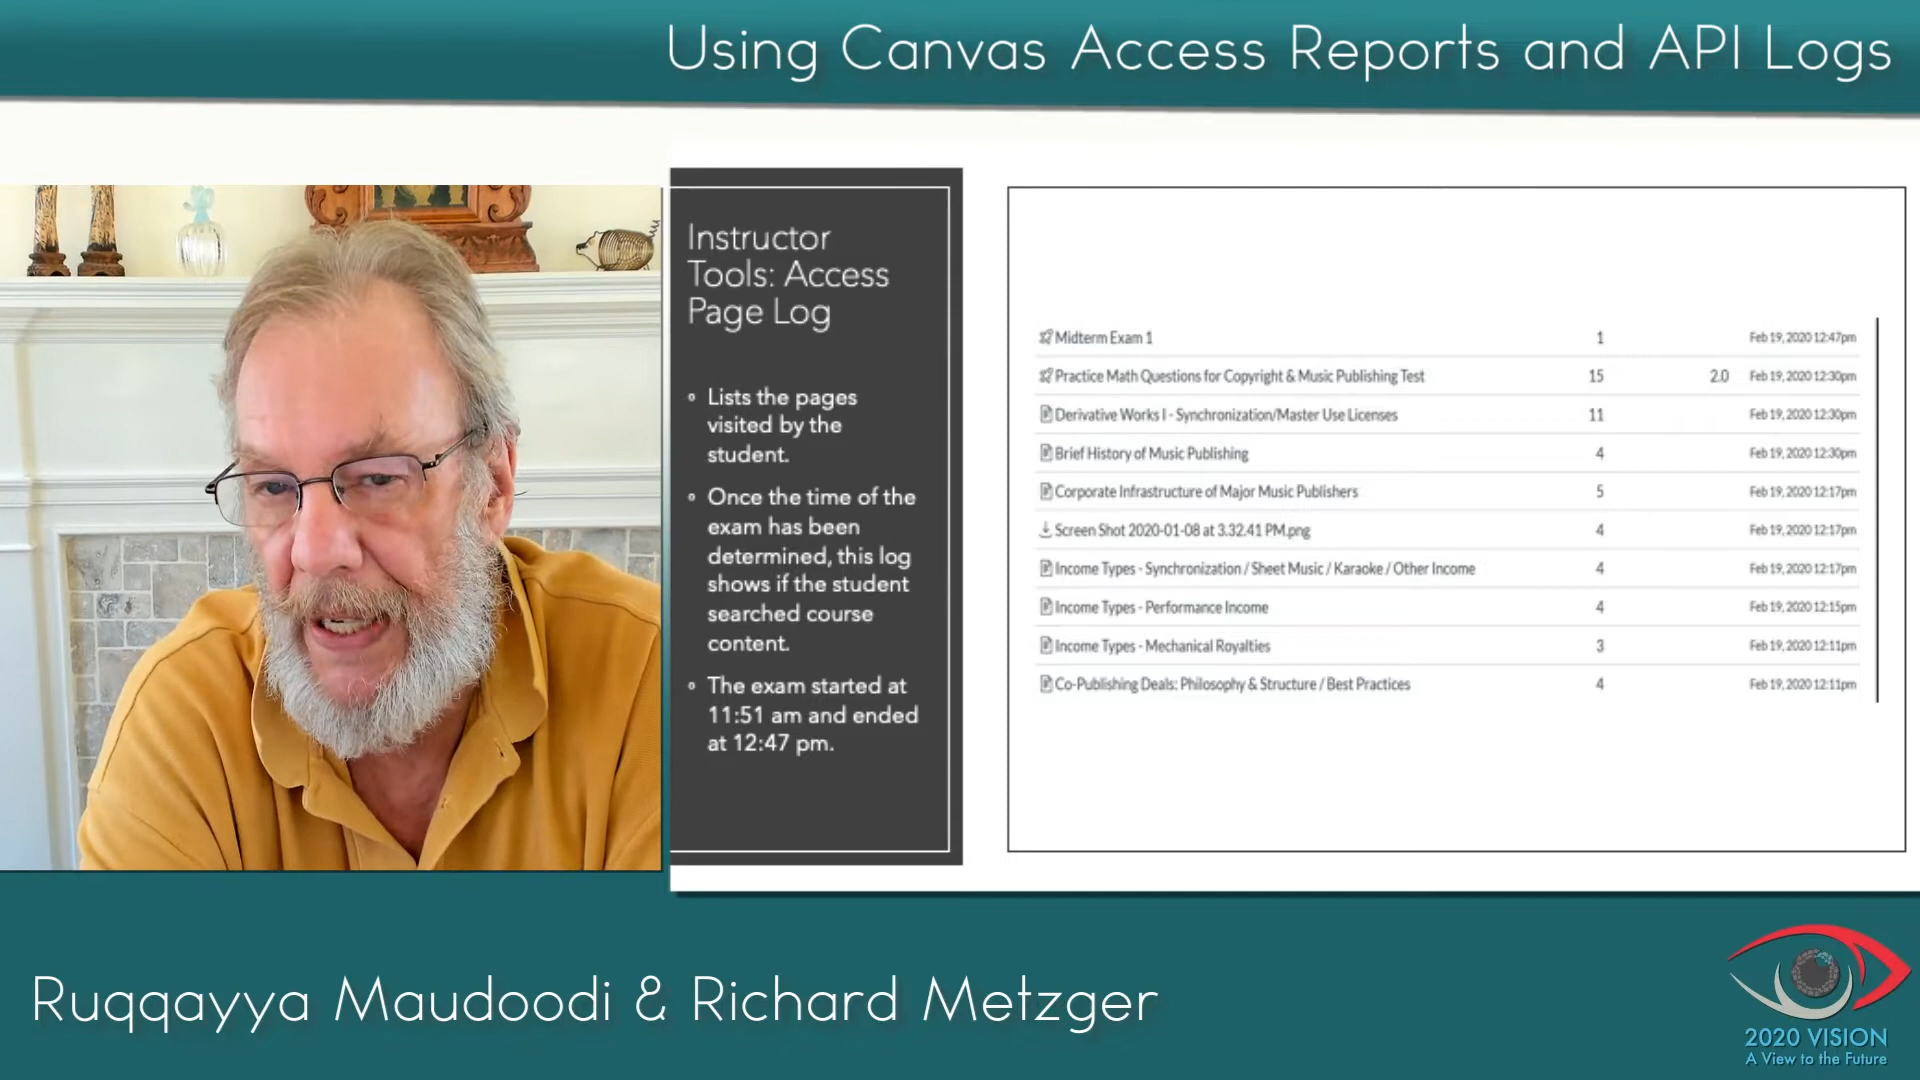 Using Canvas Access Reports and API Logs
Instructor
Tools: Access
Page Log
Lists the pages
visited by the
student.
Once the time of the
exam has been
determined, this log
shows if the student
searched course
content.
The exam started at
11:51 am and ended
at 12:47 pm.
Midterm Exam 1 1 Feb 19, 2020 12:47pm
Practice Math Questions for Copyright & Music Publishing Test 15 2.0 Feb 19, 2020 12:30pm
Derivative Works I - Synchronization/Master Use Licenses 11 Feb 19, 2020 12:30pm
Brief History of Music Publishing 4 Feb 19, 2020 12:30pm
Corporate Infrastructure of Major Music Publishers 5 Feb 19, 2020 12:17pm
Screen Shot 2020-01-08 at 3.32.41 PM.png 4 Feb 19, 2020 12:17pm
Income Types - Synchronization / Sheet Music / Karaoke / Other Income 4 Feb 19, 2020 12:17pm
Income Types - Performance Income 4 Feb 19, 2020 12:15pm
Income Types - Mechanical Royalties 3 Feb 19, 2020 12:11pm
Co-Publishing Deals: Philosophy & Structure / Best Practices 4 Feb 19, 2020 12:11pm
Ruqqayya Maudoodi & Richard Metzger
2020 VISION
A View to the Future